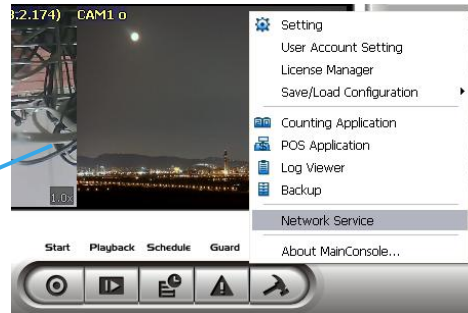 3.2.174) CAM1 o
1.0x
Setting
User Account Setting
License Manager
Save/Load Configuration
Counting Application
POS Application
Log Viewer
Backup
Network Service
About MainConsole...
Start Playback Schedule Guard